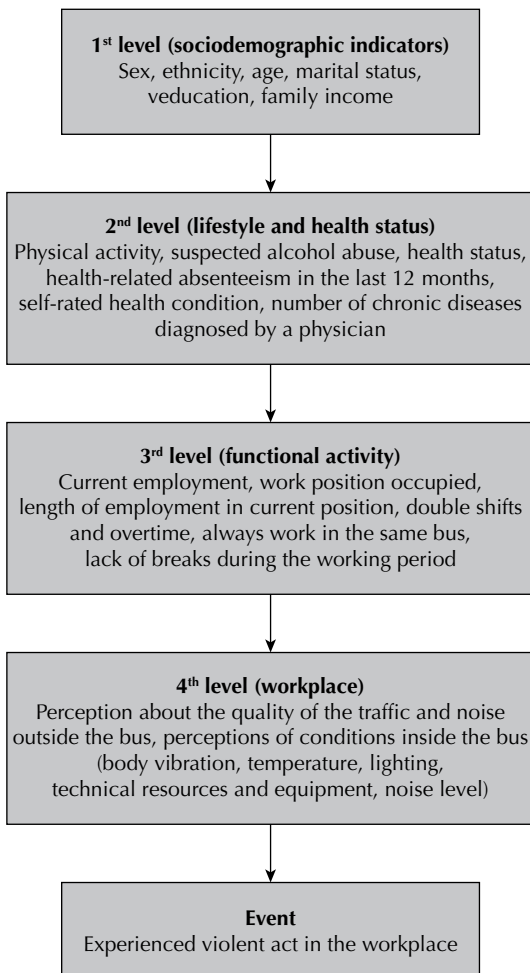 1st level (sociodemographic indicators)
Sex, ethnicity, age, marital status,
veducation, family income
2nd level (lifestyle and health status)
Physical activity, suspected alcohol abuse, health status,
health-related absenteeism in the last 12 months,
self-rated health condition, number of chronic diseases
diagnosed by a physician
3rd level (functional activity)
Current employment, work position occupied,
length of employment in current position, double shifts
and overtime, always work in the same bus,
lack of breaks during the working period
4th level (workplace)
Perception about the quality of the traffic and noise
outside the bus, perceptions of conditions inside the bus
(body vibration, temperature, lighting,
technical resources and equipment, noise level)
Event
Experienced violent act in the workplace